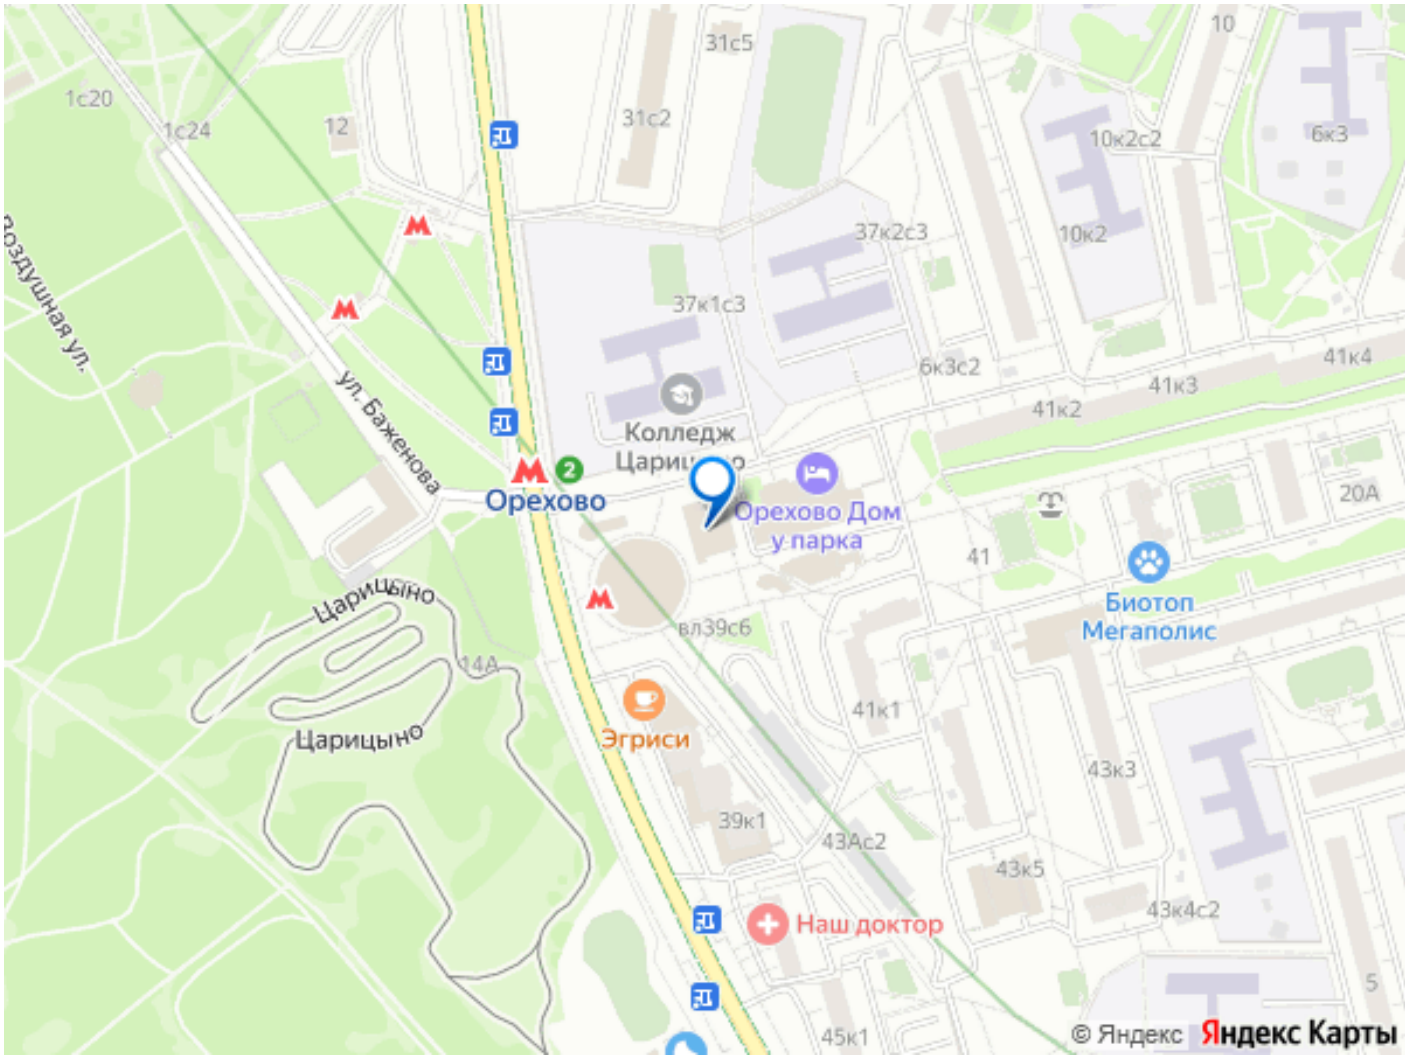 31с5
10
1с20
31с2
12
1с24
10к2с2
6к3
37к2с3
10к2
Воздушная ул.
37к1с3
41к4
6к3с2
41к3
ул. Баженова
41к2
Колледж
Царицыно
2
Орехово
20А
Орехово Дом
у парка
41
Царицыно
Биотоп
Мегаполис
вл39с6
14А
41к1
Эгриси
Царицыно
43к3
39к1
43Ас2
43к5
43к4с2
Наш доктор
5
45к1
© Яндекс
Яндекс Карты